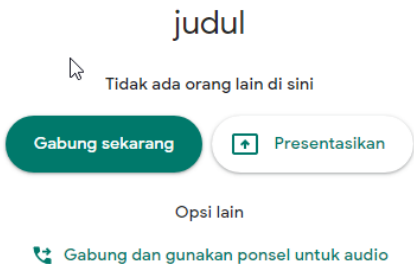 judul
Tidak ada orang lain di sini
Gabung sekarang
Presentasikan
Opsi lain
Gabung dan gunakan ponsel untuk audio